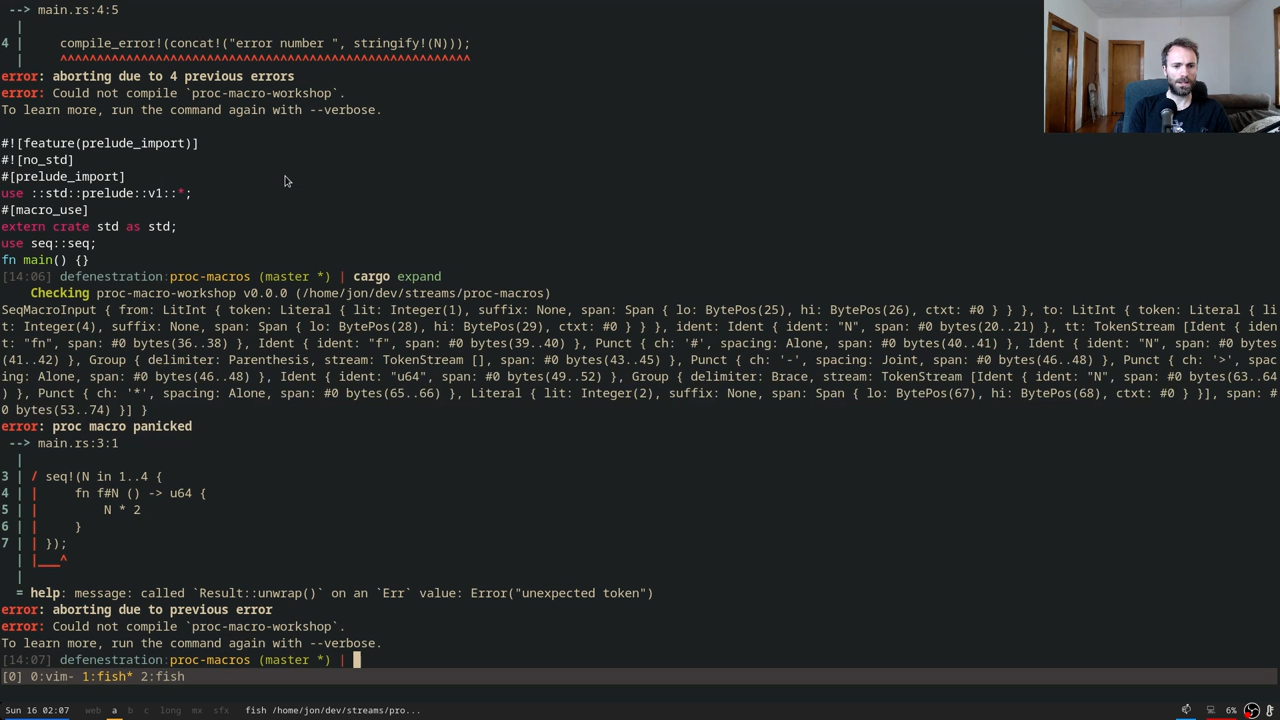 --> main.rs:4:5
|
4 |     compile_error!(concat!("error number ", stringify!(N)));
|     ^^^^^^^^^^^^^^^^^^^^^^^^^^^^^^^^^^^^^^^^^^^^^^^^^^^^^^^
error: aborting due to 4 previous errors
error: Could not compile `proc-macro-workshop`.
To learn more, run the command again with --verbose.
#![feature(prelude_import)]
#![no_std]
#[prelude_import]
use ::std::prelude::v1::*;
#[macro_use]
extern crate std as std;
use seq::seq;
fn main() {}
[14:06] defenestration:proc-macros (master *) | cargo expand
    Checking proc-macro-workshop v0.0.0 (/home/jon/dev/streams/proc-macros)
SeqMacroInput { from: LitInt { token: Literal { lit: Integer(1), suffix: None, span: Span { lo: BytePos(25), hi: BytePos(26), ctxt: #0 } } }, to: LitInt { token: Literal { li
t: Integer(4), suffix: None, span: Span { lo: BytePos(28), hi: BytePos(29), ctxt: #0 } } }, ident: Ident { ident: "N", span: #0 bytes(20..21) }, tt: TokenStream [Ident { iden
t: "fn", span: #0 bytes(36..38) }, Ident { ident: "f", span: #0 bytes(39..40) }, Punct { ch: '#', spacing: Alone, span: #0 bytes(40..41) }, Ident { ident: "N", span: #0 bytes
(41..42) }, Group { delimiter: Parenthesis, stream: TokenStream [], span: #0 bytes(43..45) }, Punct { ch: '-', spacing: Joint, span: #0 bytes(46..48) }, Punct { ch: '>', spac
ing: Alone, span: #0 bytes(46..48) }, Ident { ident: "u64", span: #0 bytes(49..52) }, Group { delimiter: Brace, stream: TokenStream [Ident { ident: "N", span: #0 bytes(63..64
) }, Punct { ch: '*', spacing: Alone, span: #0 bytes(65..66) }, Literal { lit: Integer(2), suffix: None, span: Span { lo: BytePos(67), hi: BytePos(68), ctxt: #0 } }], span: #
0 bytes(53..74) }] }
error: proc macro panicked
--> main.rs:3:1
|
3 | / seq!(N in 1..4 {
4 | |     fn f#N () -> u64 {
5 | |         N * 2
6 | |     }
7 | | });
| |___^
|
= help: message: called `Result::unwrap()` on an `Err` value: Error("unexpected token")
error: aborting due to previous error
error: Could not compile `proc-macro-workshop`.
To learn more, run the command again with --verbose.
[14:07] defenestration:proc-macros (master *) |
[0] 0:vim- 1:fish* 2:fish
Sun 16 02:07 web a b c long mx sfx fish /home/jon/dev/streams/pro... 6%